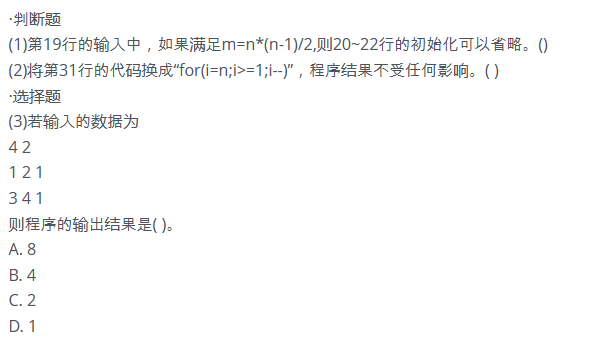 ·判断题
(1)第19行的输入中，如果满足m=n*(n-1)/2,则20~22行的初始化可以省略。()
(2)将第31行的代码换成“for(i=n;i>=1;i--)”，程序结果不受任何影响。( )
·选择题
(3)若输入的数据为
4 2
1 2 1
3 4 1
则程序的输出结果是( )。
A. 8
B. 4
C. 2
D. 1